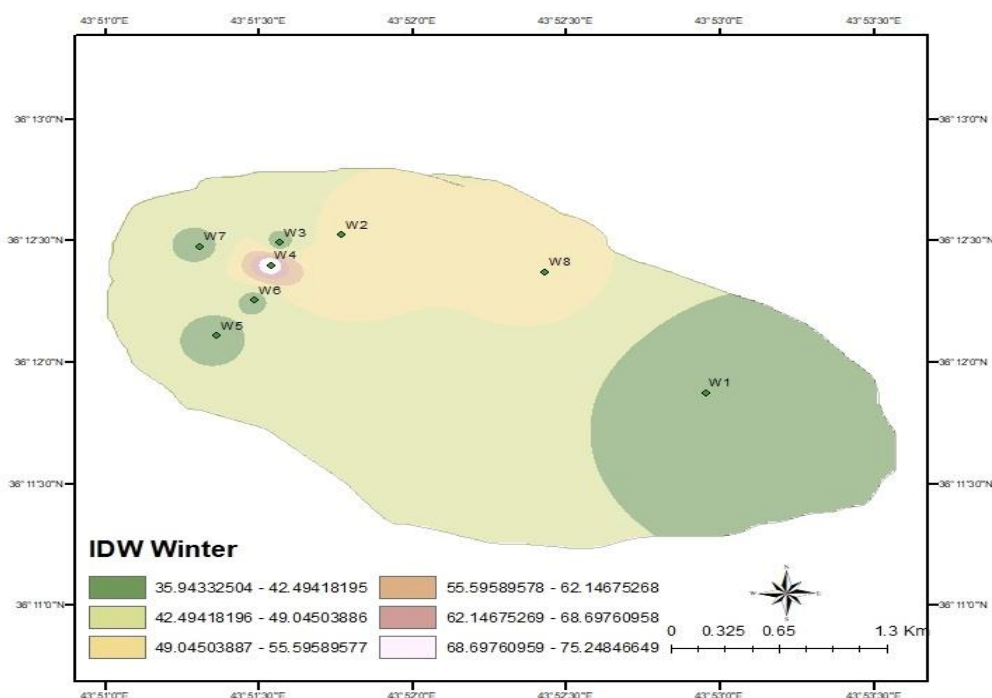 43°51'0"E 43°51'30"E 43°52'0"E 43°52'30"E 43°53'0"E 43°53'30"E
36°13'0"N 36°13'0"N
W2
W3
W7
36°12'30"N 36°12'30"N
W4
W8
W6
W5
36°12'0"N 36°12'0"N
W1
36°11'30"N 36°11'30"N
IDW Winter
35.94332504 - 42.49418195 55.59589578 - 62.14675268
42.49418196 - 49.04503886 62.14675269 - 68.69760958
49.04503887 - 55.59589577 68.69760959 - 75.24846649
N
W E
S
36°11'0"N 36°11'0"N
0 0.325 0.65 1.3 Km
43°51'0"E 43°51'30"E 43°52'0"E 43°52'30"E 43°53'0"E 43°53'30"E